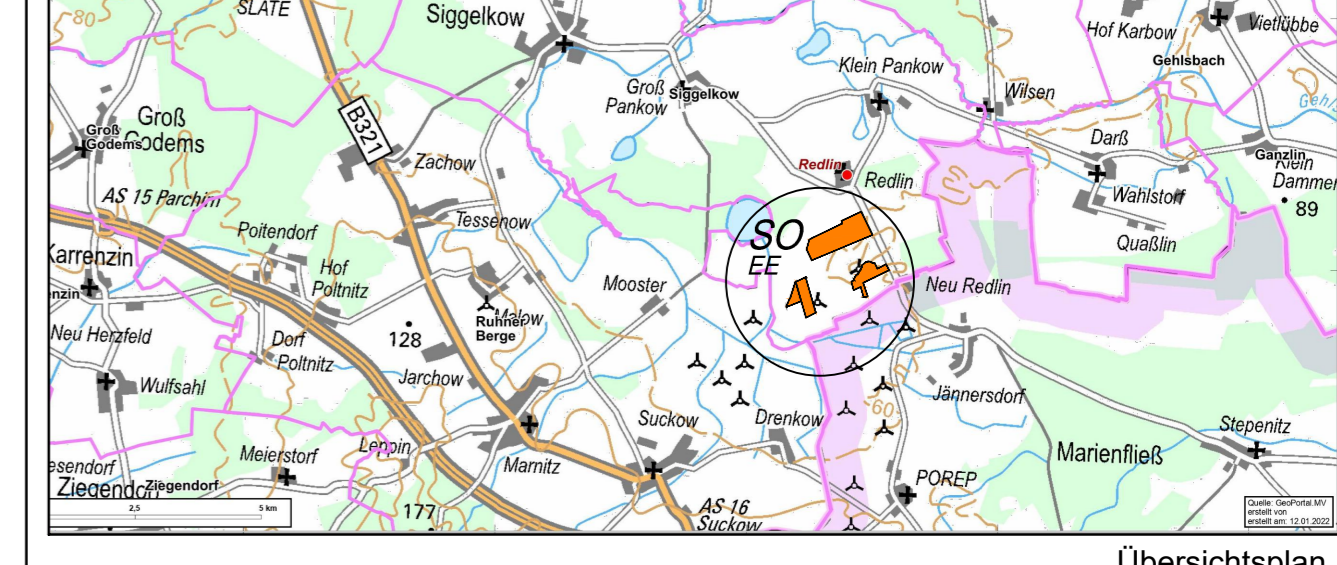 80
SLATE
Siggelkow
Hof Karbow
Vietlübbe
Gehlsbach
Klein Pankow
Groß
Pankow
Siggelkow
Wilsen
B321
Groß
Godems
Groß
Godems
Zachow
Darß
Ganzlin
Klein
Dammer
Redlin
Redlin
Wahlstorf
89
AS 15 Parchim
Tessenow
Poitendorf
Quaßlin
SO
EE
Karrenzin
Hof
Poltnitz
Mooster
Neu Redlin
enzin
Malow
Ruhner
Berge
Neu Herzfeld
128
Dorf
Poltnitz
Wulfsahl
Jarchow
Jännersdorf
60
Suckow
Drenkow
Stepenitz
Leppin
Meierstorf
Marnitz
Marienfließ
esendorf
Ziegendorf
Ziegendorf
POREP
177
AS 16
Suckow
2,5
5 km
Quelle: GeoPortal.MV
erstellt von
erstellt am: 12.01.2022
Übersichtsplan